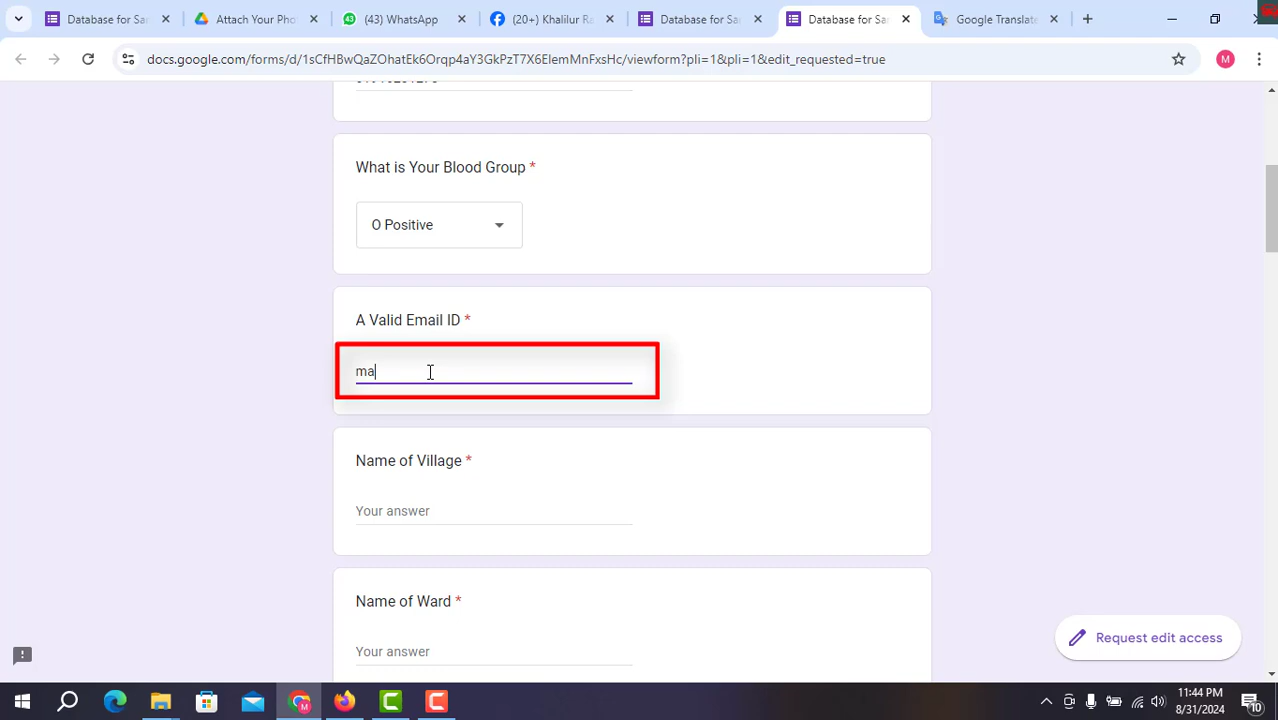 Database for Sa
Attach Your Pho
(43) WhatsApp
(20+) Khalilur Ra
Database for Sa
Database for Sa
Google Translate
docs.google.com/forms/d/1sCfHBwQaZOhatEk6Orqp4aY3GkPzT7X6ElemMnFxsHc/viewform?pli=1&pli=1&edit_requested=true
M
What is Your Blood Group *
O Positive
A Valid Email ID *
ma
Name of Village *
Your answer
Name of Ward *
Your answer
Request edit access
11:44 PM
8/31/2024
10